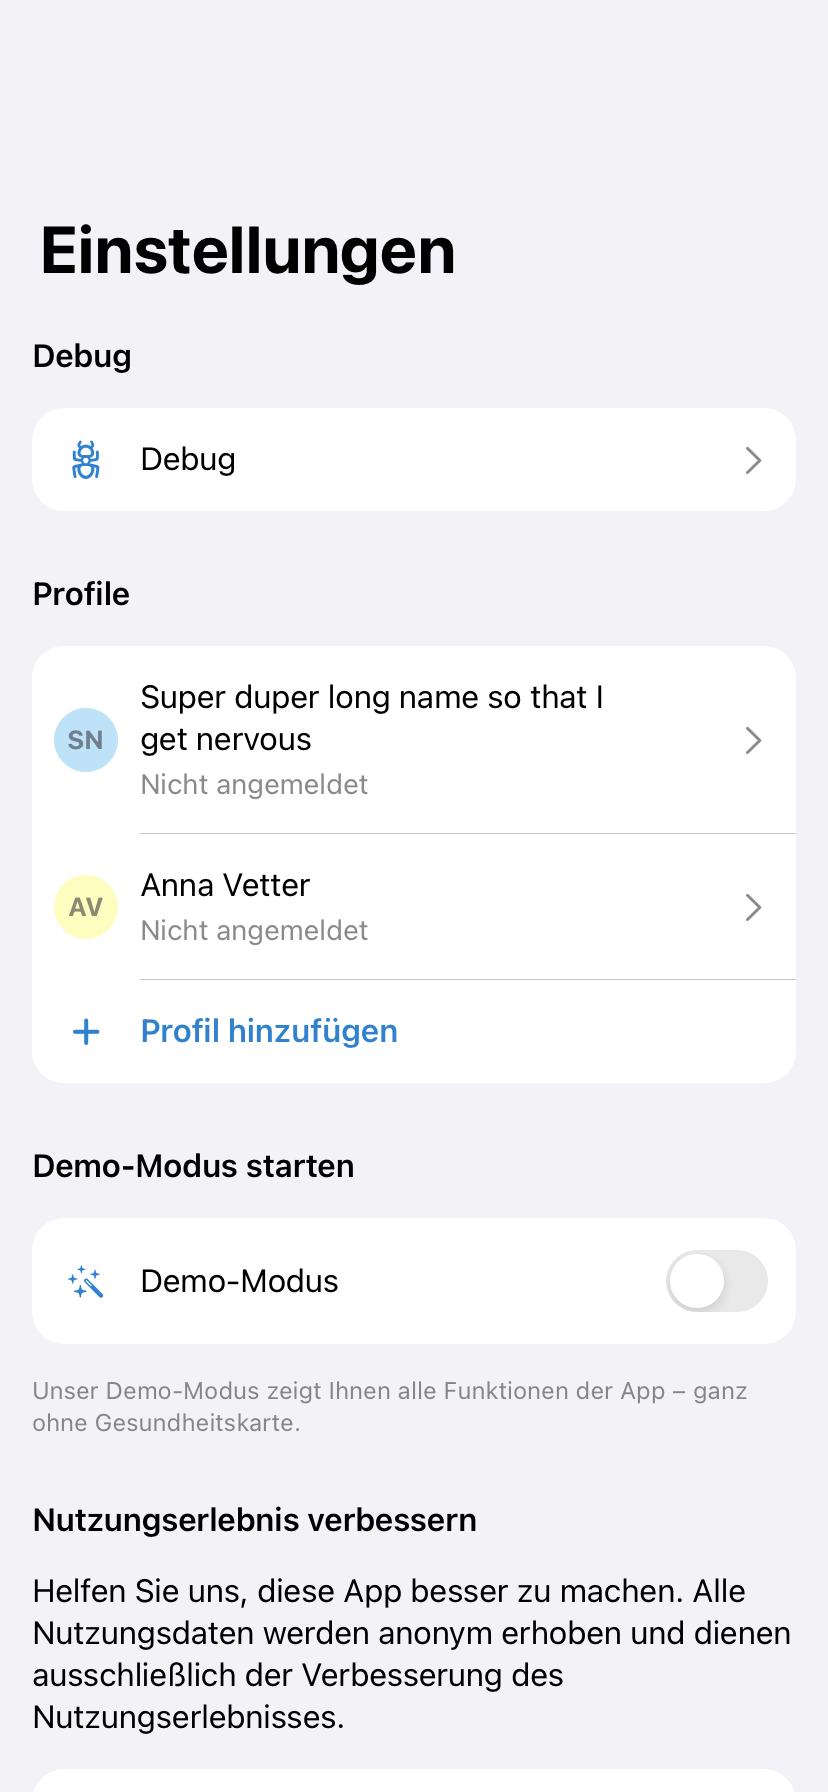 Einstellungen
Debug
Debug
Profile
SN
Super duper long name so that I
get nervous
Nicht angemeldet
AV
Anna Vetter
Nicht angemeldet
Profil hinzufügen
Demo-Modus starten
Demo-Modus
Unser Demo-Modus zeigt Ihnen alle Funktionen der App – ganz
ohne Gesundheitskarte.
Nutzungserlebnis verbessern
Helfen Sie uns, diese App besser zu machen. Alle
Nutzungsdaten werden anonym erhoben und dienen
ausschließlich der Verbesserung des
Nutzungserlebnisses.